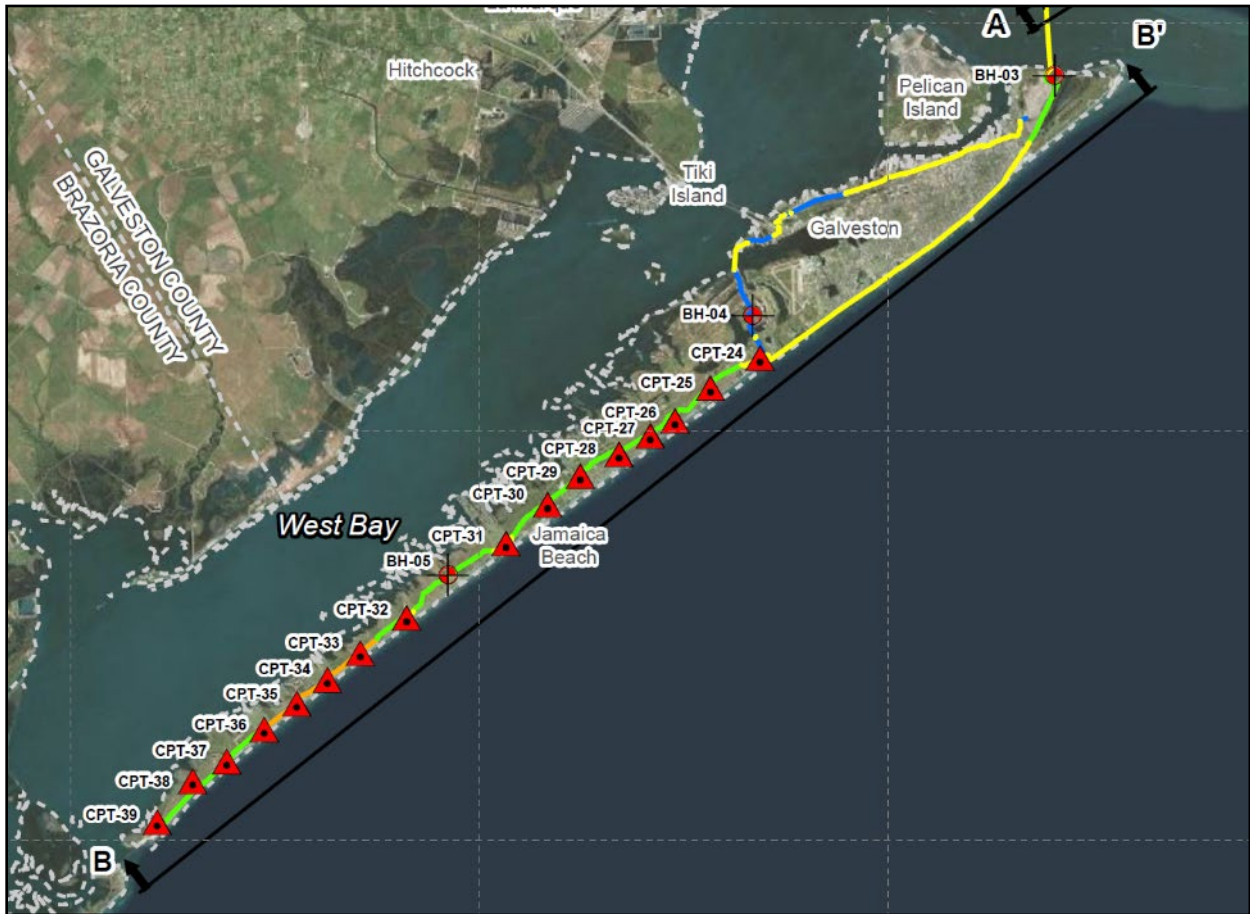 A
B'
BH-03
Hitchcock
Pelican
Island
GALVESTON COUNTY
BRAZORIA COUNTY
Tiki
Island
Galveston
BH-04
CPT-24
CPT-25
CPT-26
CPT-27
CPT-28
CPT-29
CPT-30
West Bay
CPT-31
Jamaica
Beach
BH-05
CPT-32
CPT-33
CPT-34
CPT-35
CPT-36
CPT-37
CPT-38
CPT-39
B